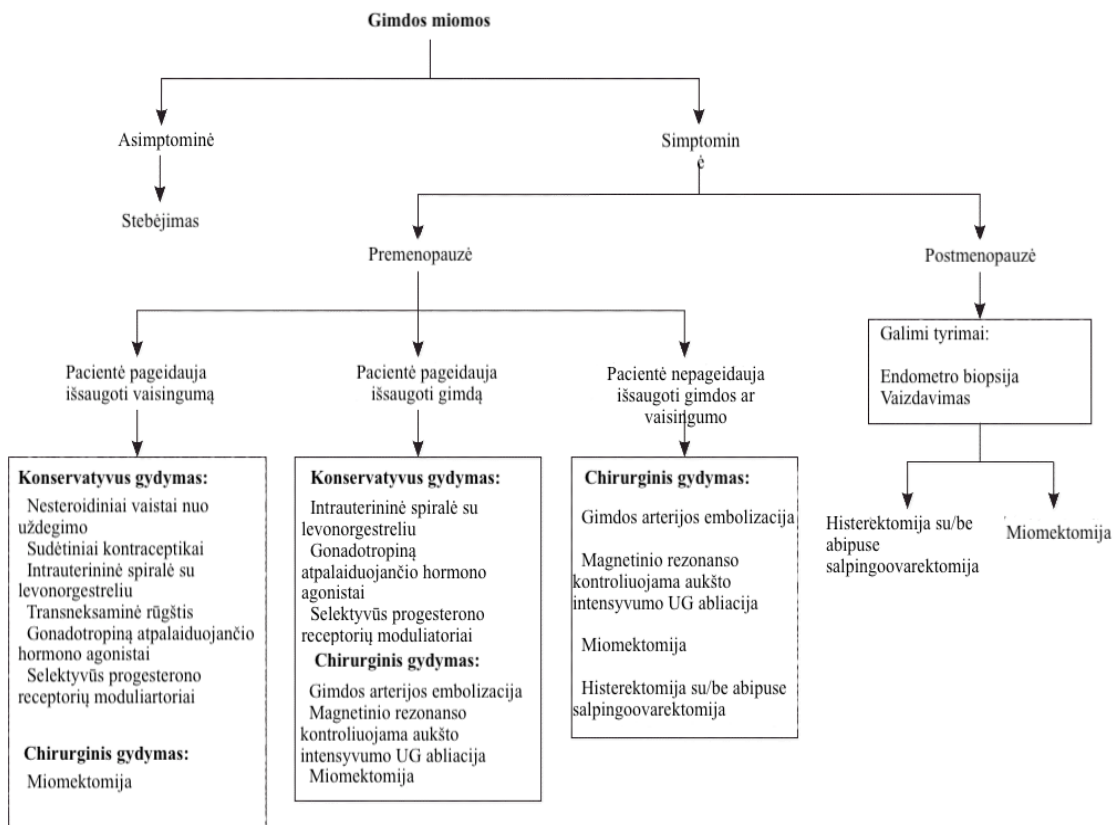 Gimdos miomos
Asimptominė
Simptomin
ė
Stebėjimas
Premenopauzė
Postmenopauzė
Pacientė pageidauja
išsaugoti vaisingumą
Pacientė pageidauja
išsaugoti gimdą
Pacientė nepageidauja
išsaugoti gimdos ar
vaisingumo
Galimi tyrimai:
Endometro biopsija
Vaizdavimas
Konservatyvus gydymas:
Nesteroidiniai vaistai nuo
uždegimo
Sudėtiniai kontraceptikai
Intrauterininė spiralė su
levonorgestreliu
Transneksaminė rūgštis
Gonadotropiną atpalaiduojančio
hormono agonistai
Selektyvūs progesterono
receptorių moduliartoriai
Chirurginis gydymas:
Miomektomija
Konservatyvus gydymas:
Intrauterininė spiralė su
levonorgestreliu
Gonadotropiną
atpalaiduojančio hormono
agonistai
Selektyvūs progesterono
receptorių moduliatoriai
Chirurginis gydymas:
Gimdos arterijos embolizacija
Magnetinio rezonanso
kontroliuojama aukšto
intensyvumo UG abliacija
Miomektomija
Chirurginis gydymas:
Gimdos arterijos embolizacija
Magnetinio rezonanso
kontroliuojama aukšto
intensyvumo UG abliacija
Miomektomija
Histerektomija su/be abipuse
salpingoovarektomija
Histerektomija su/be
abipuse
salpingoovarektomija
Miomektomija